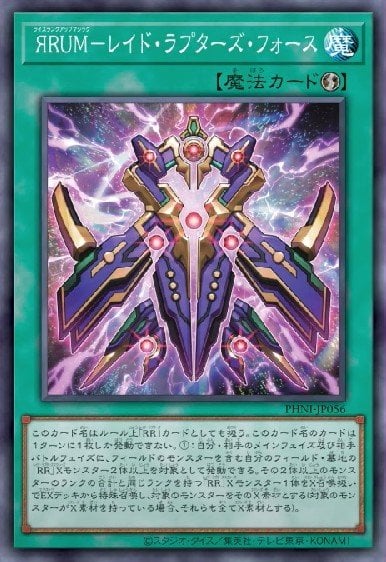 ライズランクアップマジック
ЯRUM－レイド・ラプターズ・フォース
魔
【魔法カード】
PHNI-JP056
このカード名はルール上「RR」カードとしても扱う。このカード名のカードは
１ターンに１枚しか発動できない。①：自分・相手のメインフェイズ及び相手
バトルフェイズに、フィールドのモンスターを含む自分のフィールド・墓地の
「RR」Xモンスター２体以上を対象として発動できる。その２体以上のモンス
ターのランクの合計と同じランクを持つ「RR」Xモンスター１体をX召喚扱い
でEXデッキから特殊召喚し、対象のモンスターをそのX素材とする（対象のモン
スターがX素材を持っている場合、それらも全てX素材とする）。
©スタジオ・ダイス／集英社・テレビ東京・KONAMI